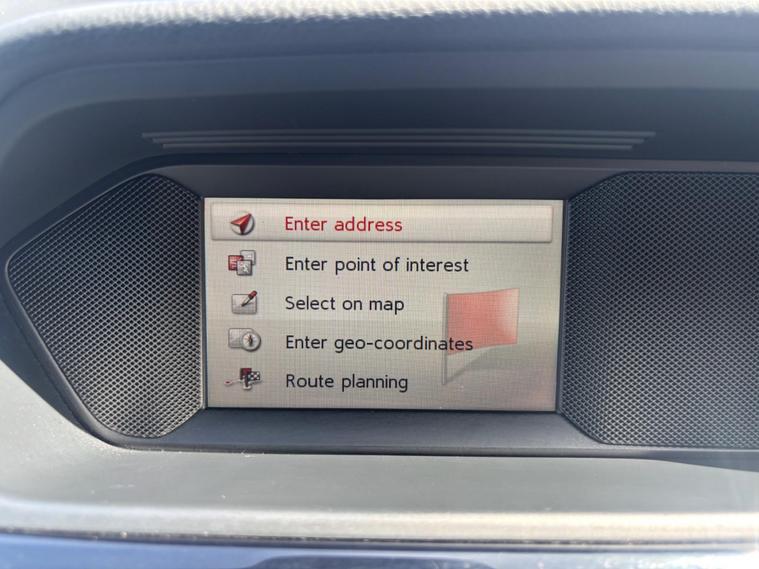 Enter address
Enter point of interest
Select on map
Enter geo-coordinates
Route planning